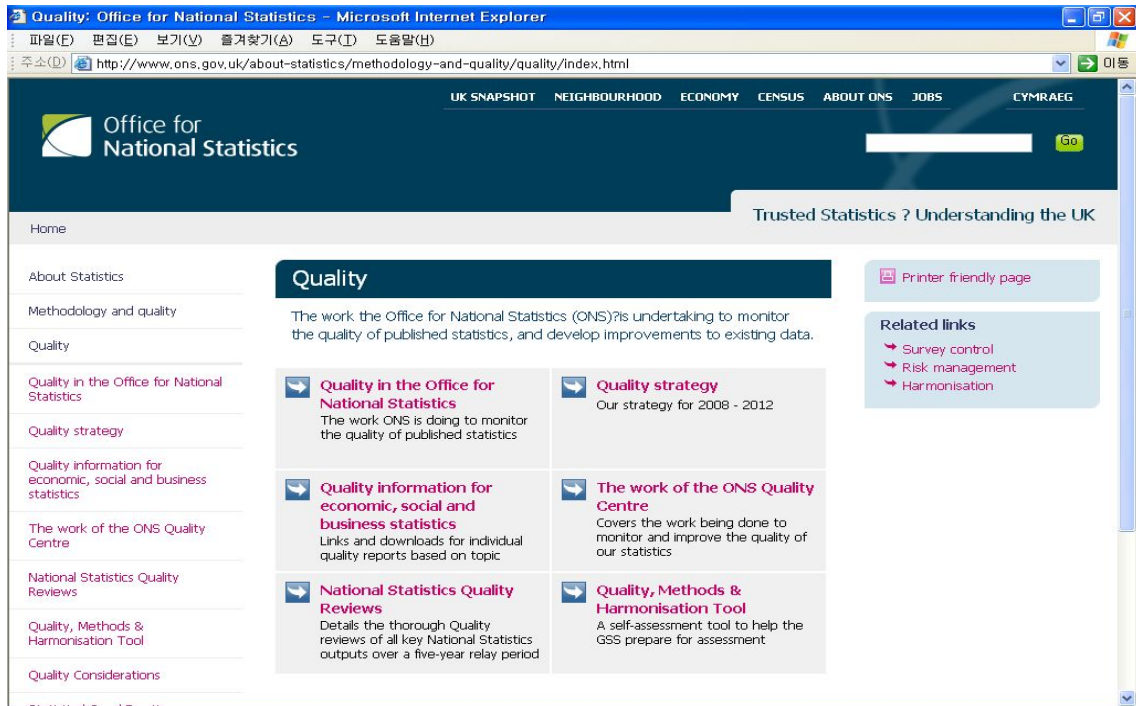 Quality: Office for National Statistics - Microsoft Internet Explorer
파일(F) 편집(E) 보기(V) 즐겨찾기(A) 도구(T) 도움말(H)
주소(D) http://www.ons.gov.uk/about-statistics/methodology-and-quality/quality/index.html 이동
UK SNAPSHOT NEIGHBOURHOOD ECONOMY CENSUS ABOUT ONS JOBS CYMRAEG
Office for
National Statistics
Go
Trusted Statistics ? Understanding the UK
Home
About Statistics
Methodology and quality
Quality
Quality in the Office for National
Statistics
Quality strategy
Quality information for
economic, social and business
statistics
The work of the ONS Quality
Centre
National Statistics Quality
Reviews
Quality, Methods &
Harmonisation Tool
Quality Considerations
Quality
The work the Office for National Statistics (ONS)?is undertaking to monitor
the quality of published statistics, and develop improvements to existing data.
Quality in the Office for
National Statistics
The work ONS is doing to monitor
the quality of published statistics
Quality strategy
Our strategy for 2008 - 2012
Quality information for
economic, social and
business statistics
Links and downloads for individual
quality reports based on topic
The work of the ONS Quality
Centre
Covers the work being done to
monitor and improve the quality of
our statistics
National Statistics Quality
Reviews
Details the thorough Quality
reviews of all key National Statistics
outputs over a five-year relay period
Quality, Methods &
Harmonisation Tool
A self-assessment tool to help the
GSS prepare for assessment
Printer friendly page
Related links
Survey control
Risk management
Harmonisation